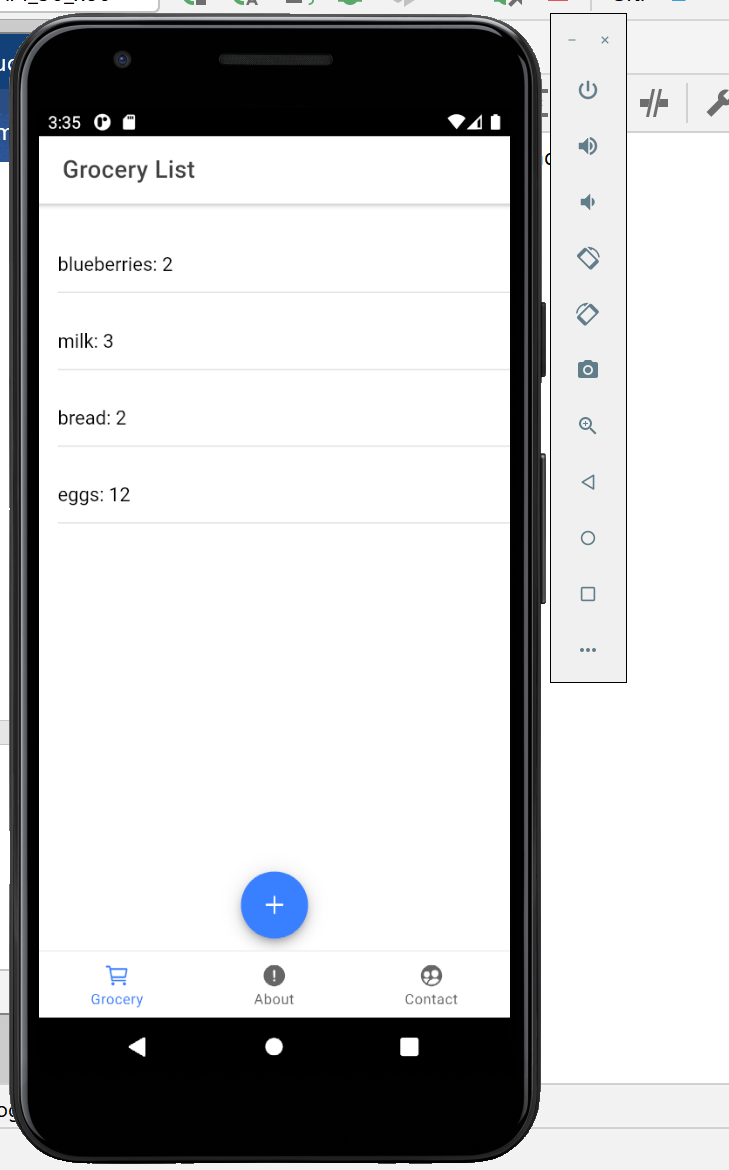 3:35
Grocery List
blueberries: 2
milk: 3
bread: 2
eggs: 12
Grocery
About
Contact